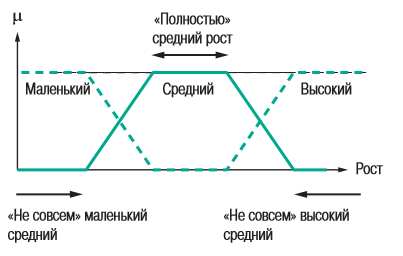 μ
«Полностью»
средний рост
Маленький
Средний
Высокий
Рост
«Не совсем» маленький
средний
«Не совсем» высокий
средний